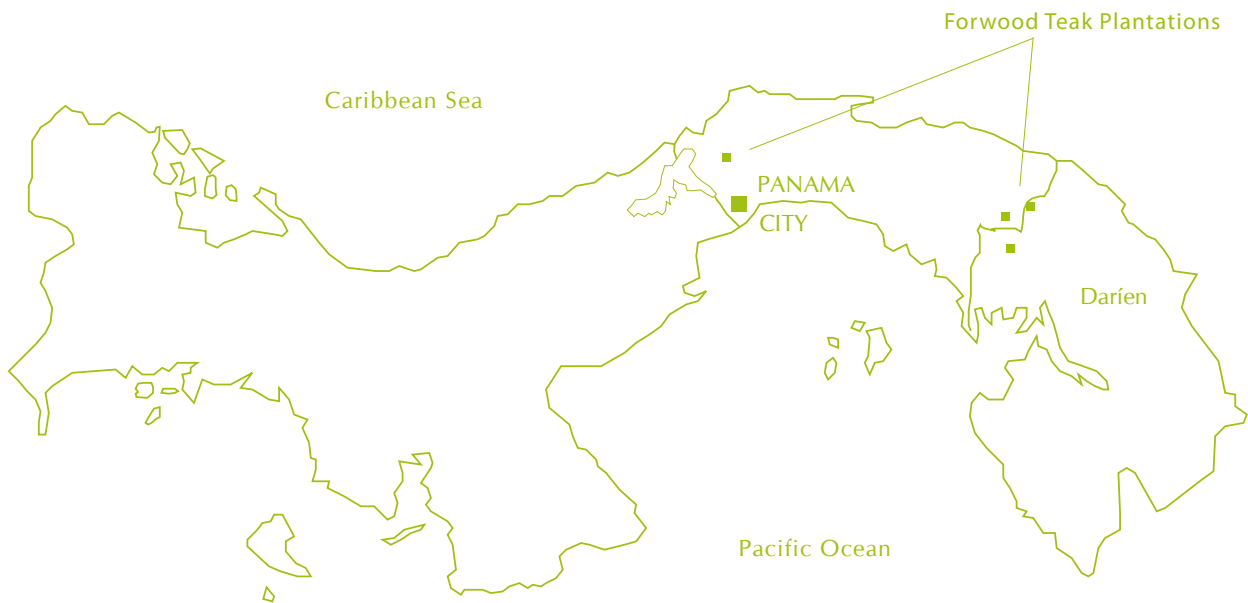 Forwood Teak Plantations
Caribbean Sea
PANAMA
CITY
Daríen
Pacific Ocean